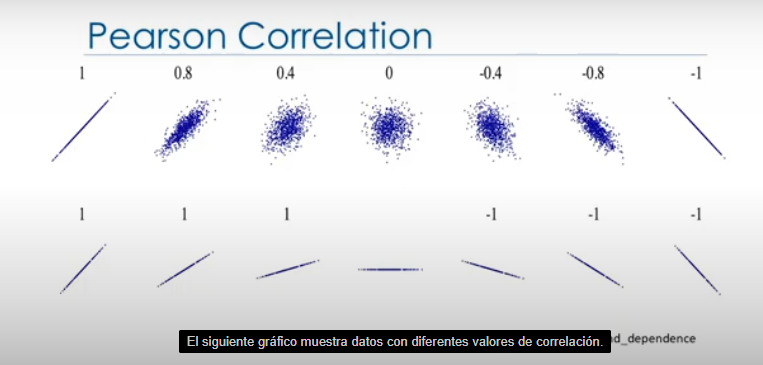 Pearson Correlation
1 0.8 0.4 0 -0.4 -0.8 -1
1 1 1 -1 -1 -1
El siguiente gráfico muestra datos con diferentes valores de correlación.
d_dependence